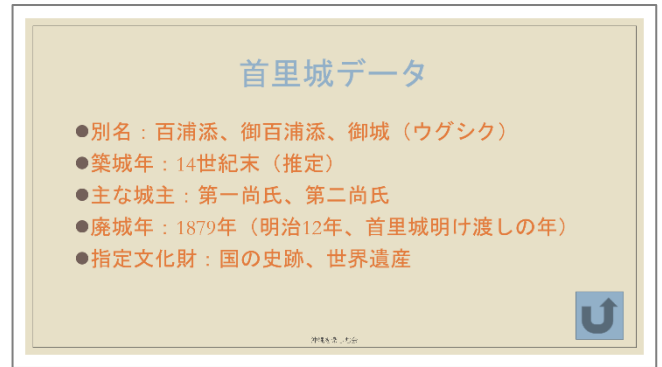 首里城データ
●別名：百浦添、御百浦添、御城（ウグシク）
●築城年：14世紀末（推定）
●主な城主：第一尚氏、第二尚氏
●廃城年：1879年（明治12年、首里城明け渡しの年）
●指定文化財：国の史跡、世界遺産